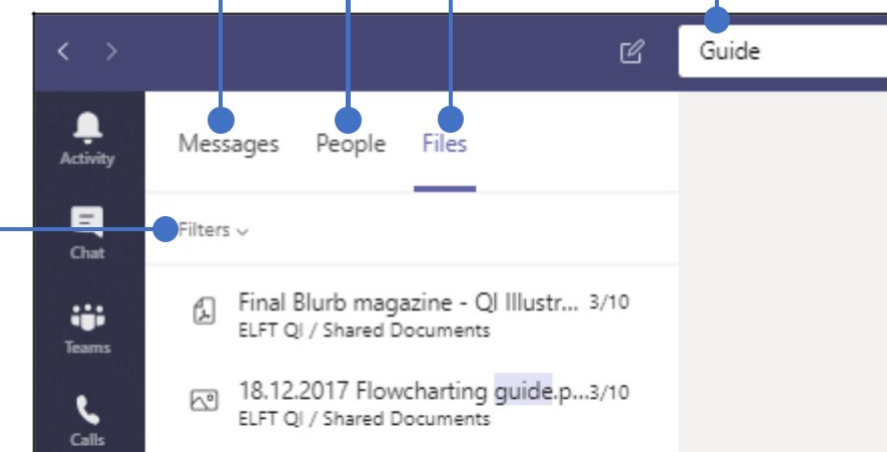 Guide
Activity
Chat
Teams
Calls
Messages People Files
Filters
Final Blurb magazine - QI Illustr... 3/10
ELFT QI / Shared Documents
18.12.2017 Flowcharting guide.p...3/10
ELFT QI / Shared Documents